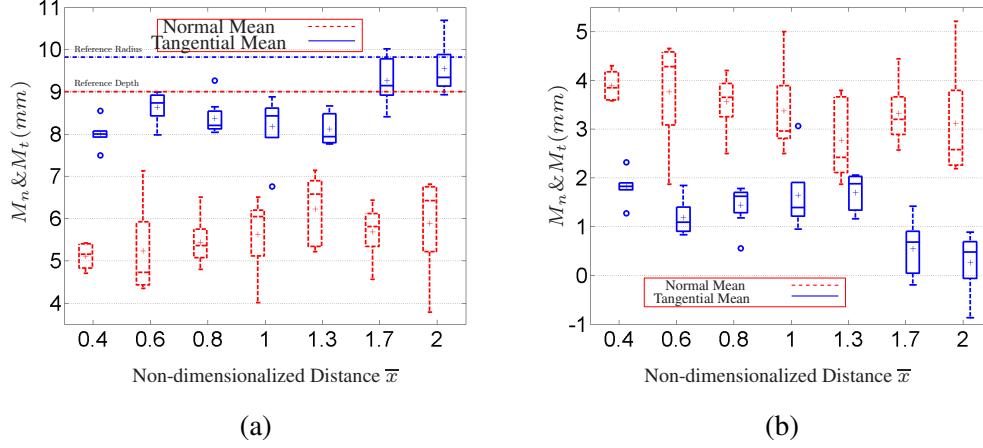 Normal Mean
Tangential Mean
Reference Radius
Reference Depth
11
10
9
8
7
6
5
4
M_n&M_t(mm)
0.4 0.6 0.8 1 1.3 1.7 2
Non-dimensionalized Distance x̅
(a)
5
4
3
2
1
0
-1
M_n&M_t(mm)
Normal Mean
Tangential Mean
0.4 0.6 0.8 1 1.3 1.7 2
Non-dimensionalized Distance x̅
(b)